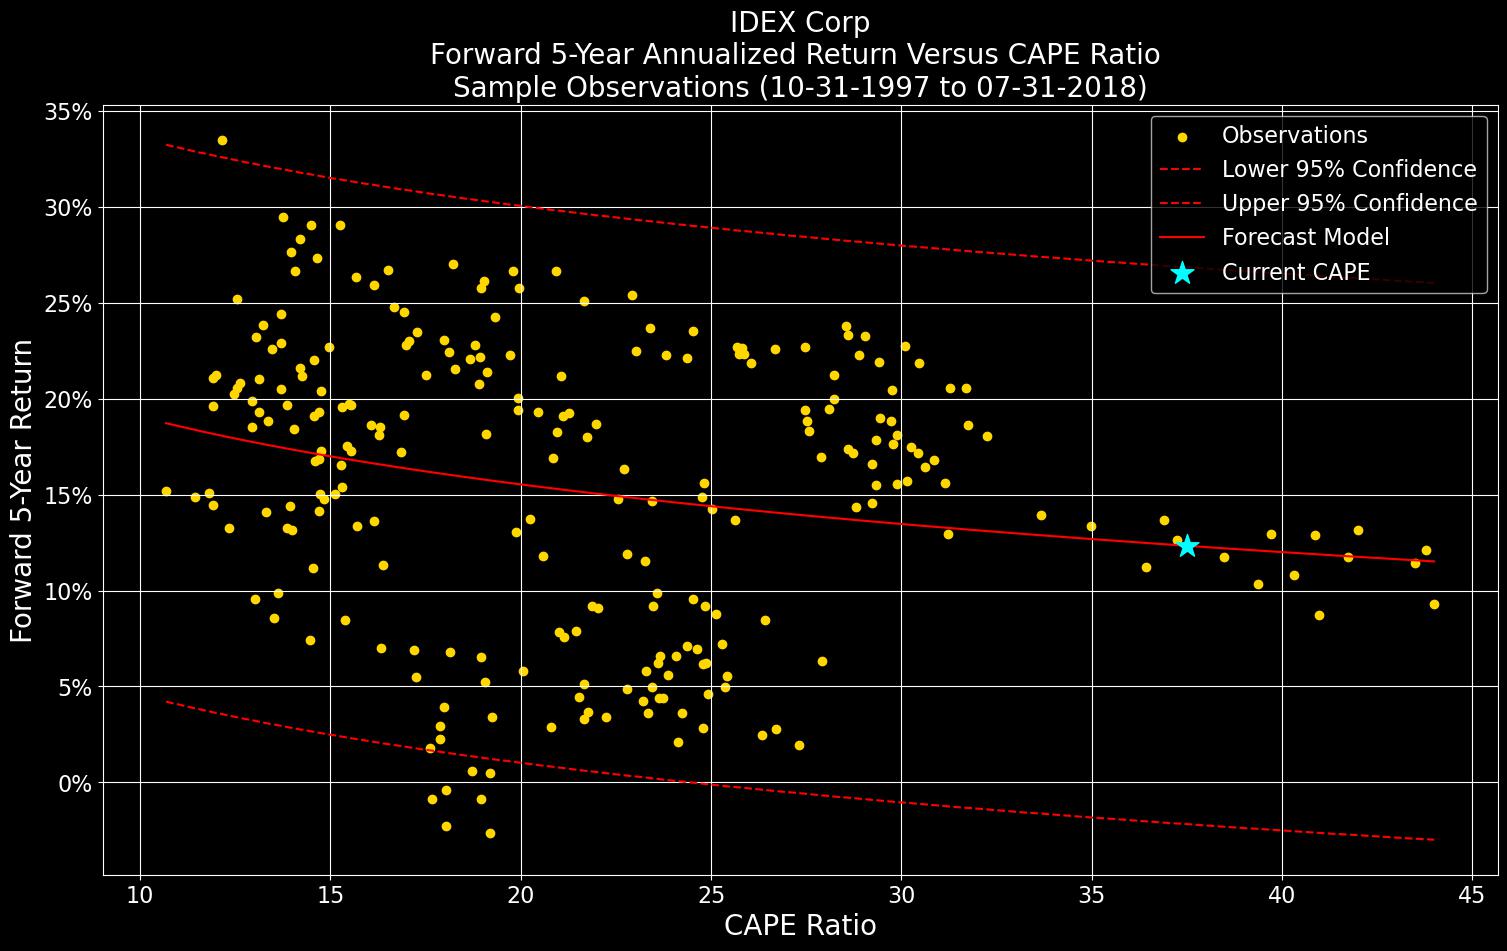 IDEX Corp
Forward 5-Year Annualized Return Versus CAPE Ratio
Sample Observations (10-31-1997 to 07-31-2018)
35%
30%
25%
20%
15%
10%
5%
0%
Forward 5-Year Return
Observations
Lower 95% Confidence
Upper 95% Confidence
Forecast Model
Current CAPE
10 15 20 25 30 35 40 45
CAPE Ratio